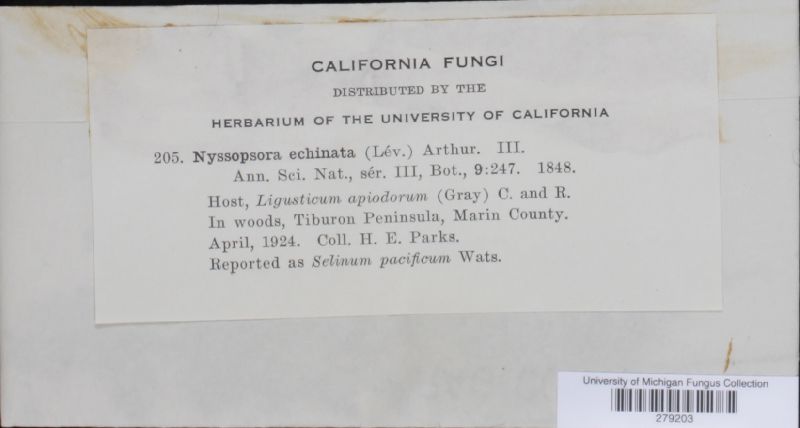 CALIFORNIA FUNGI
DISTRIBUTED BY THE
HERBARIUM OF THE UNIVERSITY OF CALIFORNIA
205. Nyssopsora echinata (Lév.) Arthur. III.
Ann. Sci. Nat., sér. III, Bot., 9:247. 1848.
Host, Ligusticum apiodorum (Gray) C. and R.
In woods, Tiburon Peninsula, Marin County.
April, 1924. Coll. H. E. Parks.
Reported as Selinum pacificum Wats.
University of Michigan Fungus Collection
279203